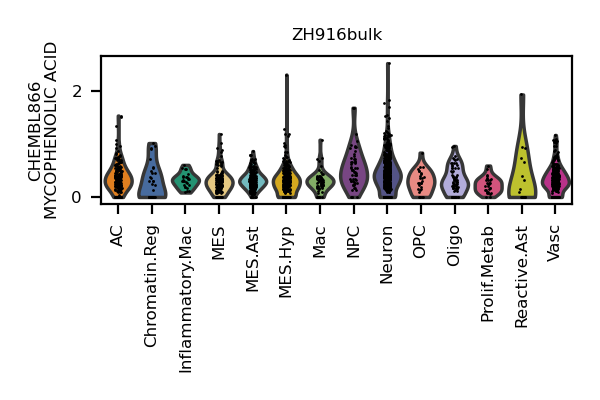 ZH916bulk
CHEMBL866
MYCOPHENOLIC ACID
2
0
AC
Chromatin.Reg
Inflammatory.Mac
MES
MES.Ast
MES.Hyp
Mac
NPC
Neuron
OPC
Oligo
Prolif.Metab
Reactive.Ast
Vasc